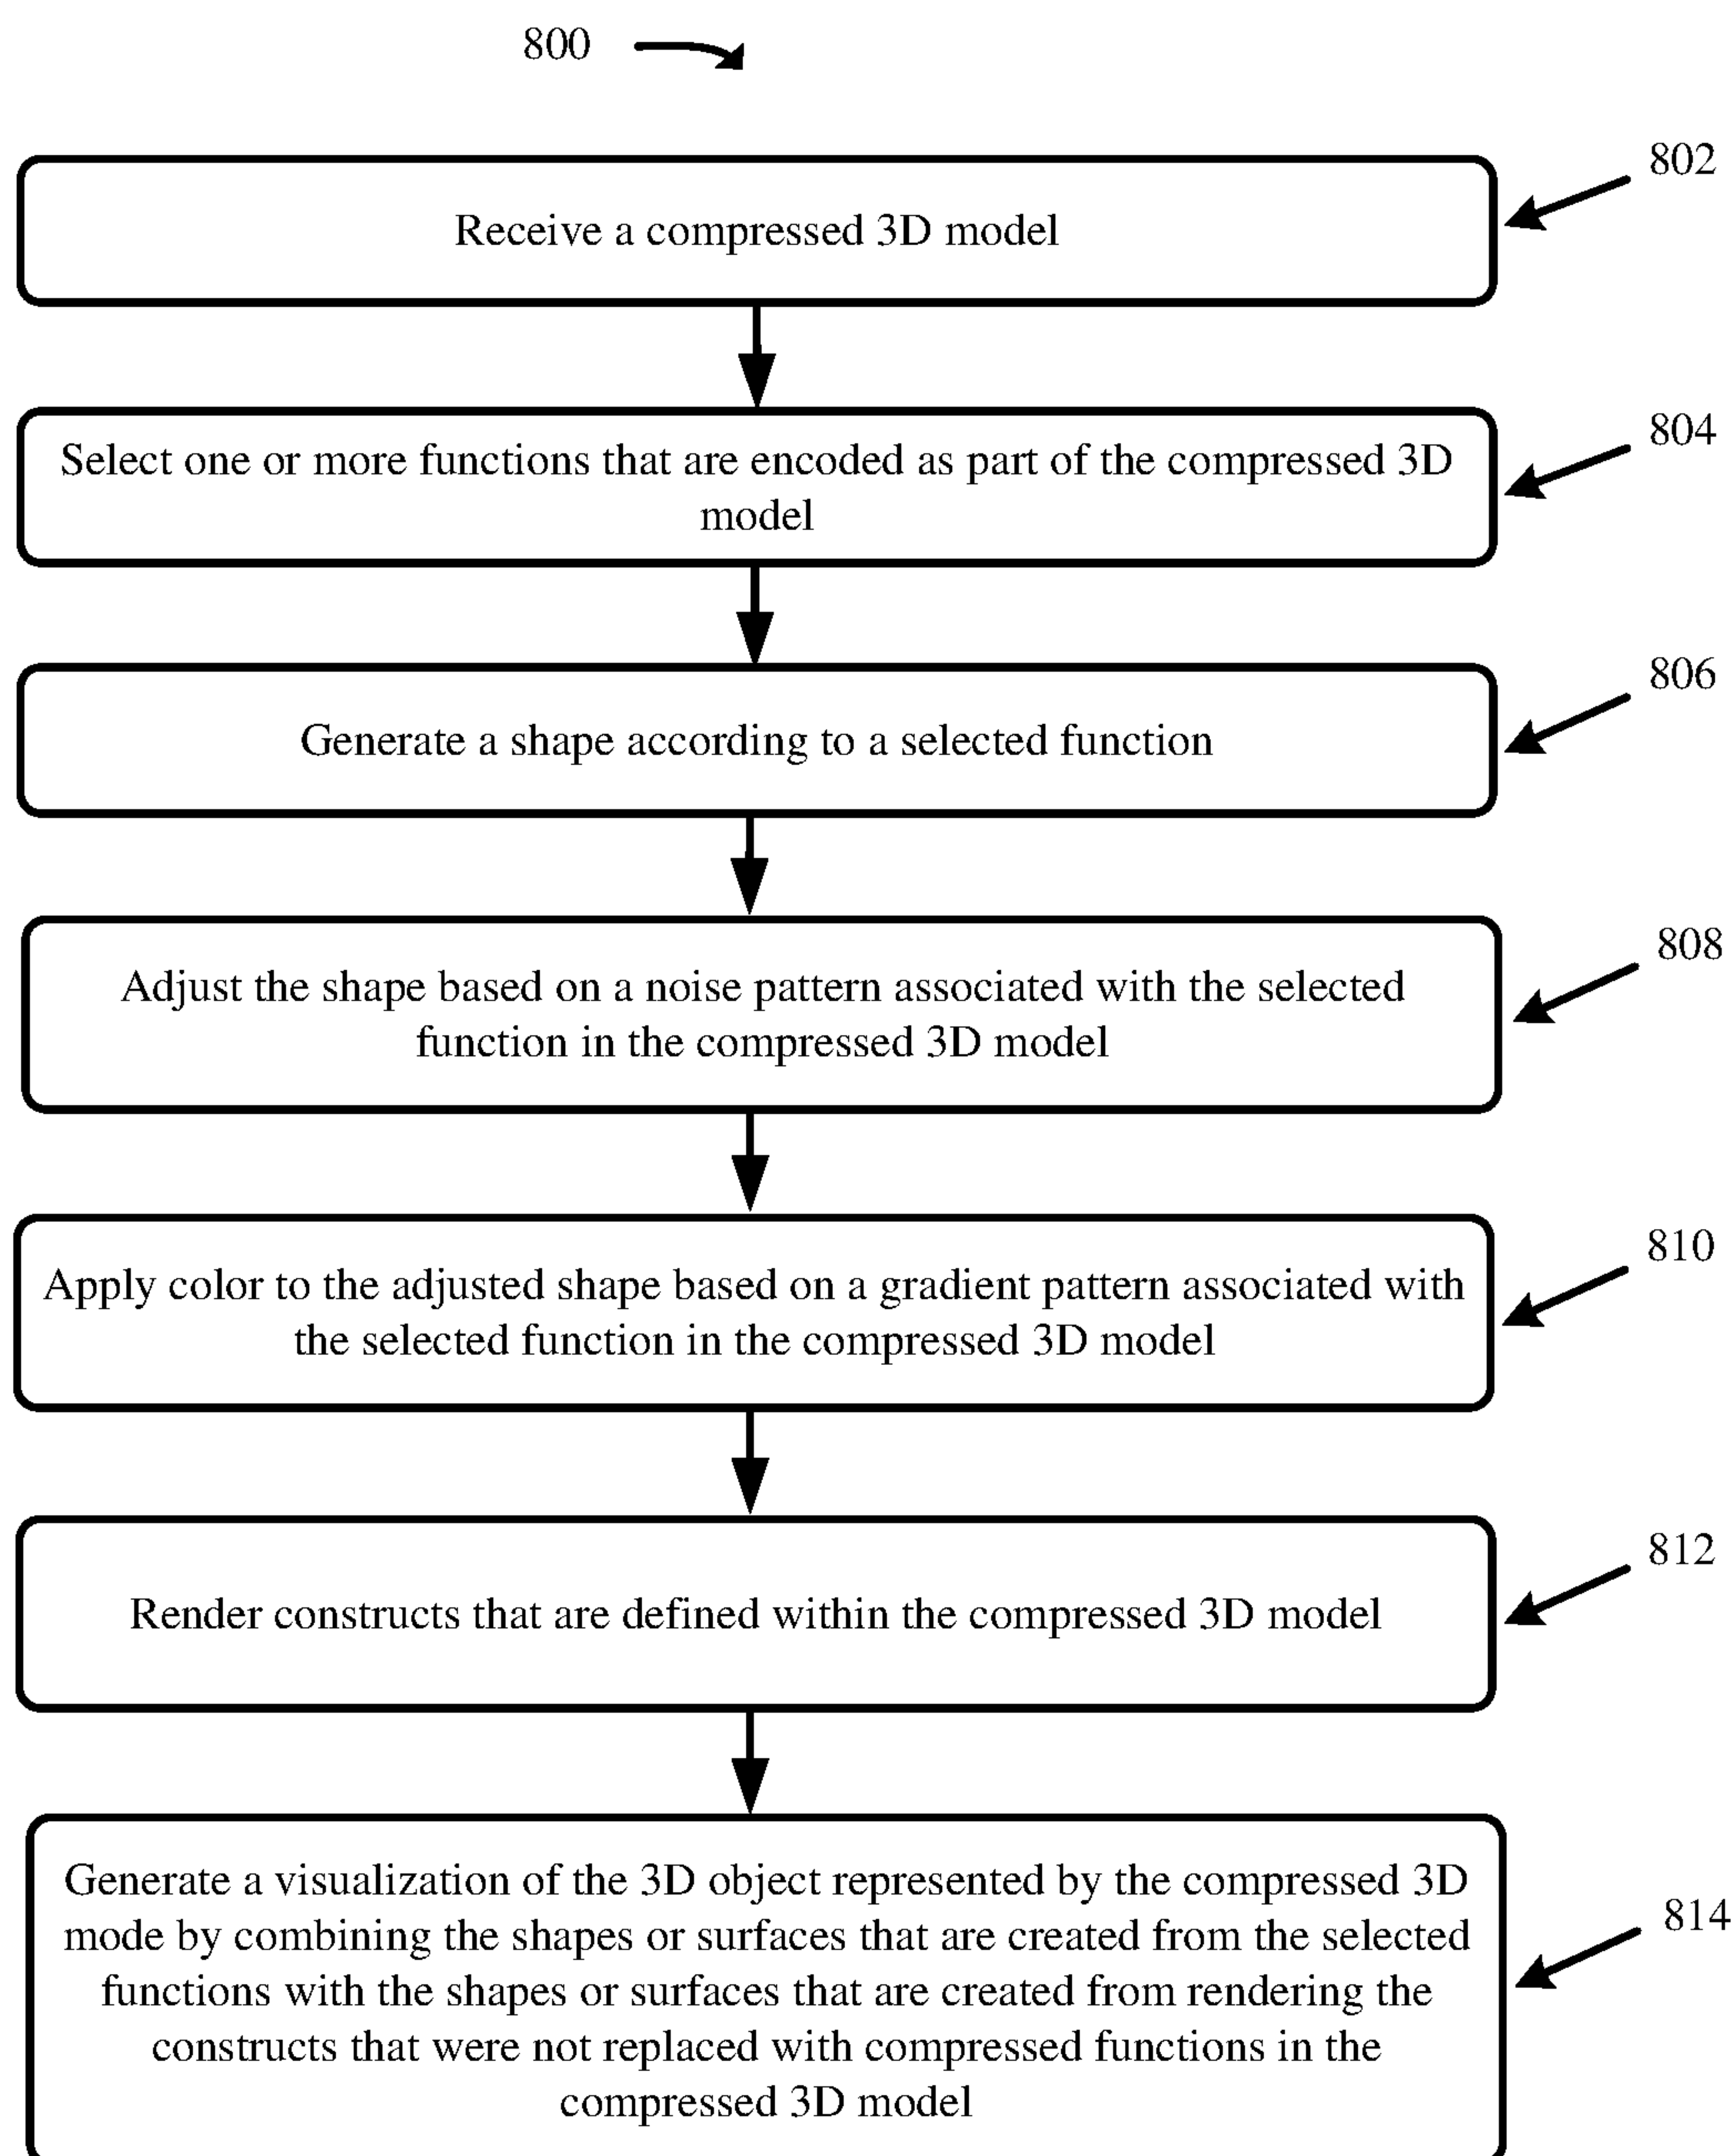 800
802
Receive a compressed 3D model
804
Select one or more functions that are encoded as part of the compressed 3D
model
806
Generate a shape according to a selected function
808
Adjust the shape based on a noise pattern associated with the selected
function in the compressed 3D model
810
Apply color to the adjusted shape based on a gradient pattern associated with
the selected function in the compressed 3D model
812
Render constructs that are defined within the compressed 3D model
814
Generate a visualization of the 3D object represented by the compressed 3D
mode by combining the shapes or surfaces that are created from the selected
functions with the shapes or surfaces that are created from rendering the
constructs that were not replaced with compressed functions in the
compressed 3D model